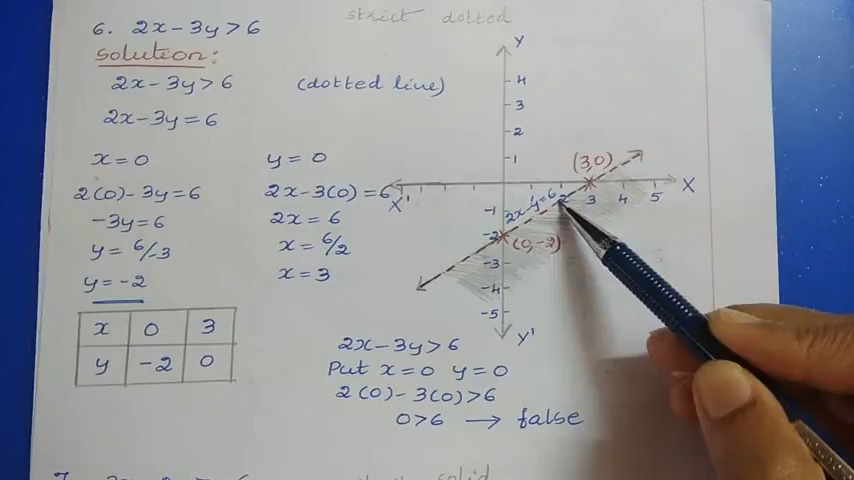 strict dotted
6. 2x-3y>6
Solution:
2x-3y>6 (dotted line)
2x-3y=6
x=0
2(0)-3y=6
-3y=6
y=6/-3
y=-2
y=0
2x-3(0)=6
2x=6
x=6/2
x=3
x 0 3
y -2 0
Y
4
3
2
1
(3,0)
X' X
2 3 4 5
-1
-2
-3
-4
-5
(0,-2)
Y'
2x-3y>6
Put x=0 y=0
2(0)-3(0)>6
0>6 → false
solid